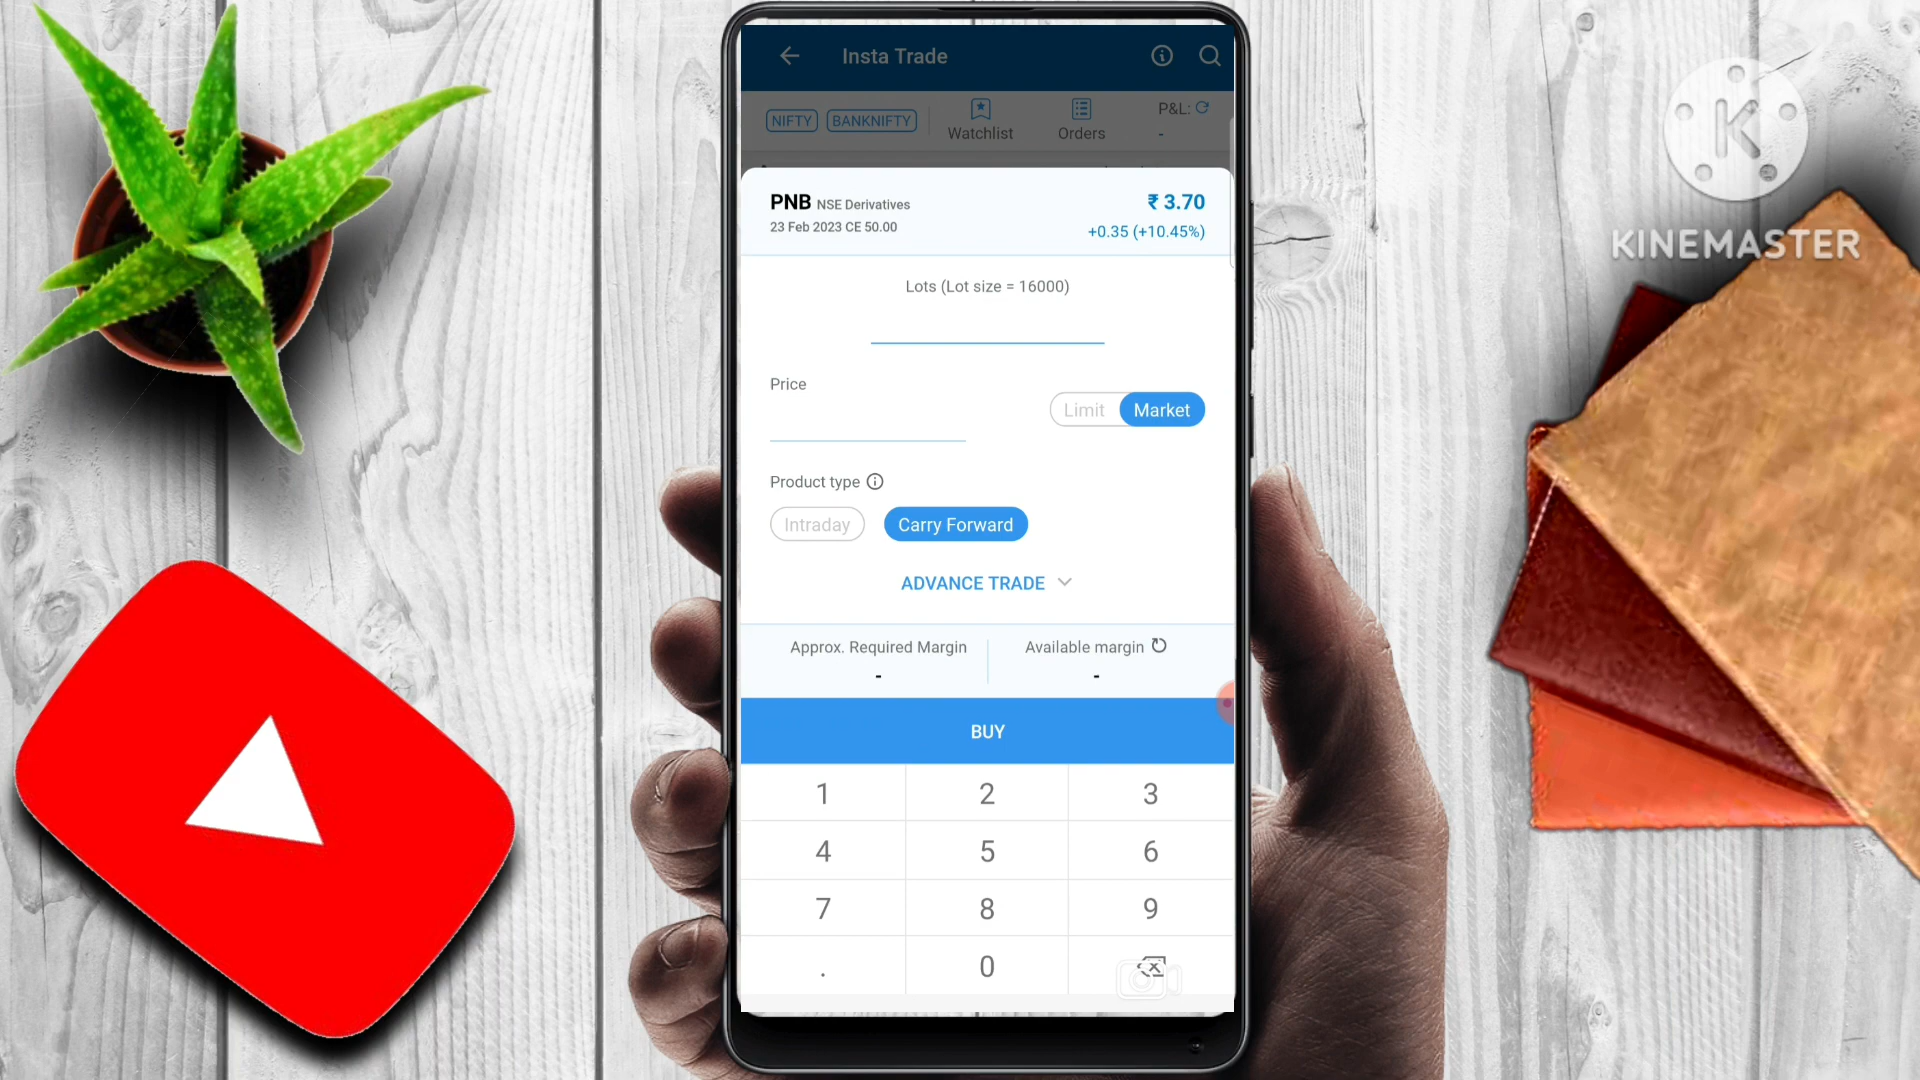 Insta Trade
NIFTY BANKNIFTY Watchlist Orders P&L:
-
PNB NSE Derivatives ₹ 3.70
23 Feb 2023 CE 50.00 +0.35 (+10.45%)
Lots (Lot size = 16000)
Price
Limit Market
Product type
Intraday Carry Forward
ADVANCE TRADE
Approx. Required Margin Available margin
- -
BUY
1 2 3
4 5 6
7 8 9
. 0
K
KINEMASTER